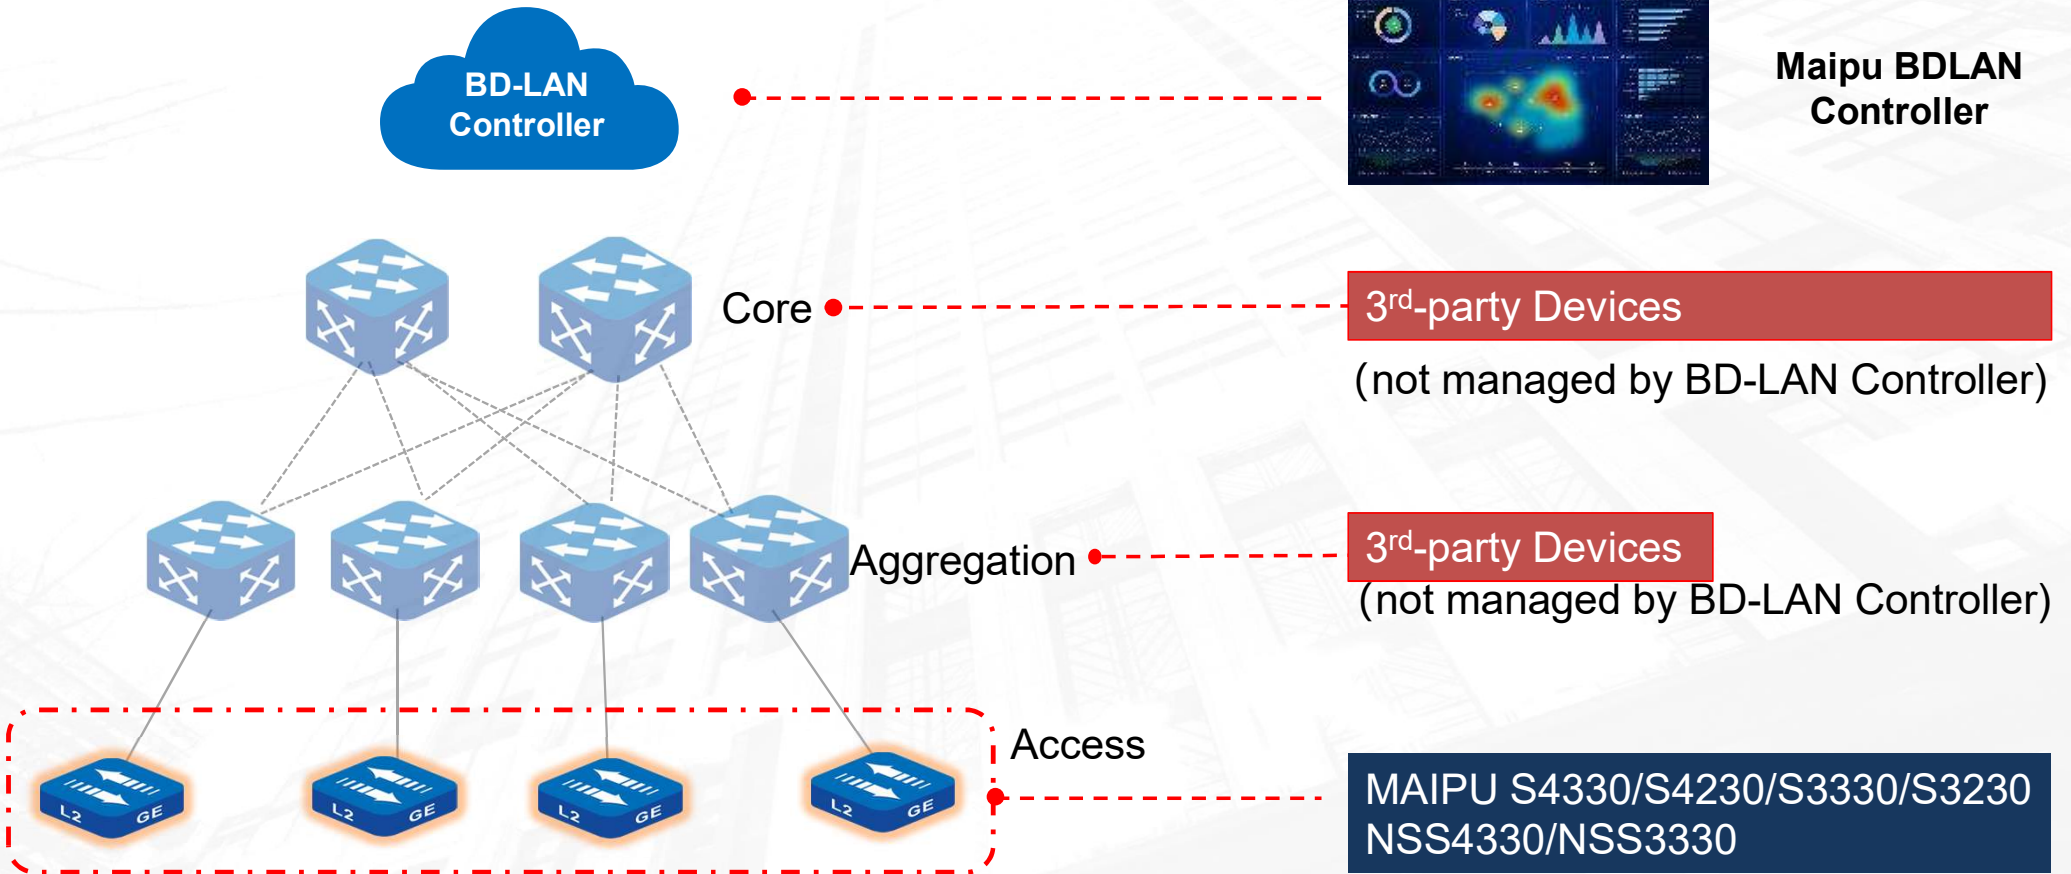 BD-LAN
Controller
Maipu BDLAN
Controller
Core
3rd-party Devices
(not managed by BD-LAN Controller)
Aggregation
3rd-party Devices
(not managed by BD-LAN Controller)
Access
L2 GE
L2 GE
L2 GE
L2 GE
MAIPU S4330/S4230/S3330/S3230
NSS4330/NSS3330